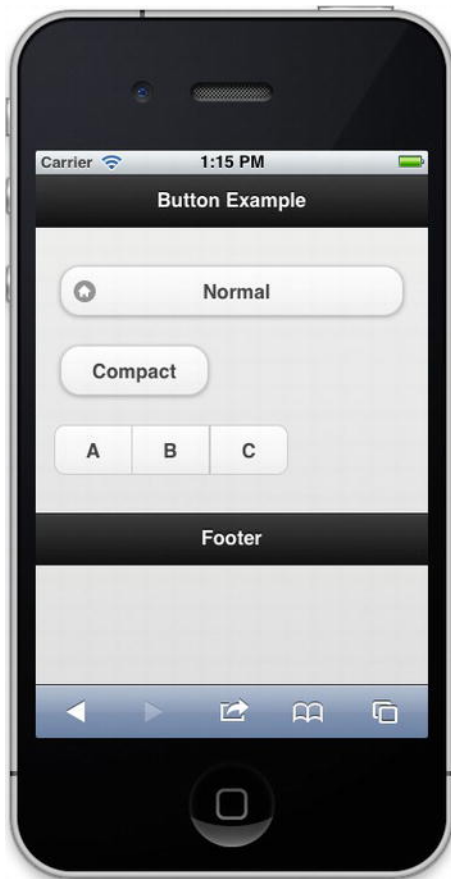 Carrier 1:15 PM
Button Example
Normal
Compact
A B C
Footer